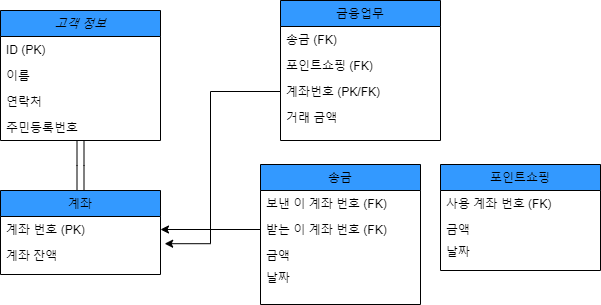 고객 정보
ID (PK)
이름
연락처
주민등록번호
금융업무
송금 (FK)
포인트쇼핑 (FK)
계좌번호 (PK/FK)
거래 금액
계좌
계좌 번호 (PK)
계좌 잔액
송금
보낸 이 계좌 번호 (FK)
받는 이 계좌 번호 (FK)
금액
날짜
포인트쇼핑
사용 계좌 번호 (FK)
금액
날짜